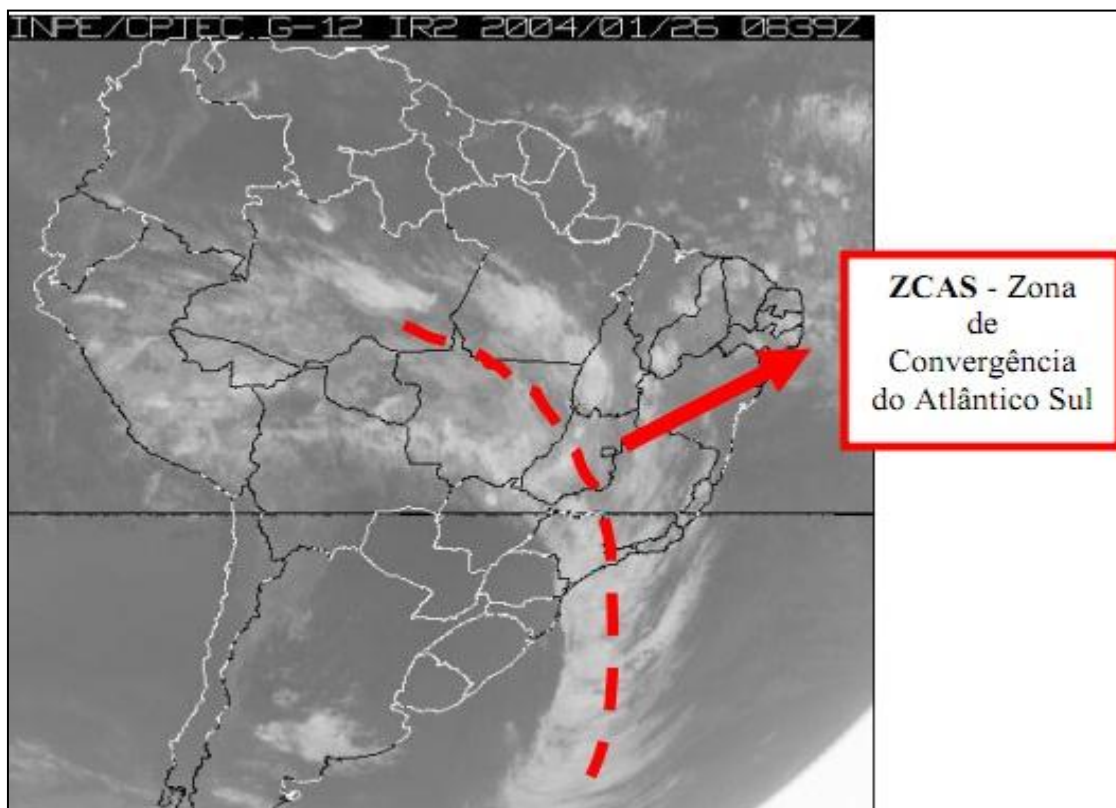 INPE/CPTEC G-12 IR2 2004/01/26 0839Z
ZCAS - Zona
de
Convergência
do Atlântico Sul